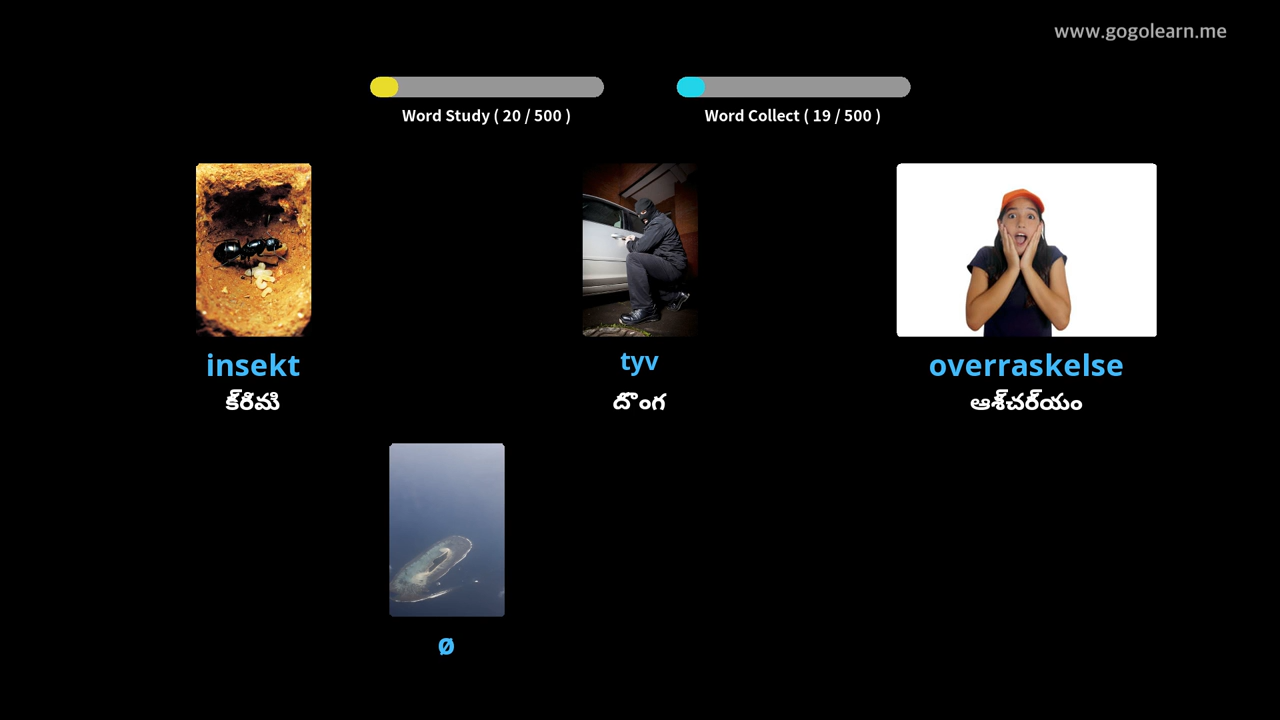 www.gogolearn.me
Word Study ( 20 / 500 )
Word Collect ( 19 / 500 )
insekt
tyv
overraskelse
క్రిమి
దొంగ
ఆశ్చర్యం
ø